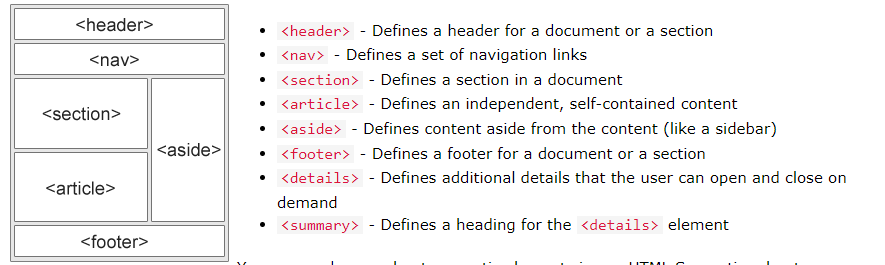 <header>
<nav>
<section>
<aside>
<article>
<footer>
<header> - Defines a header for a document or a section
<nav> - Defines a set of navigation links
<section> - Defines a section in a document
<article> - Defines an independent, self-contained content
<aside> - Defines content aside from the content (like a sidebar)
<footer> - Defines a footer for a document or a section
<details> - Defines additional details that the user can open and close on
demand
<summary> - Defines a heading for the <details> element